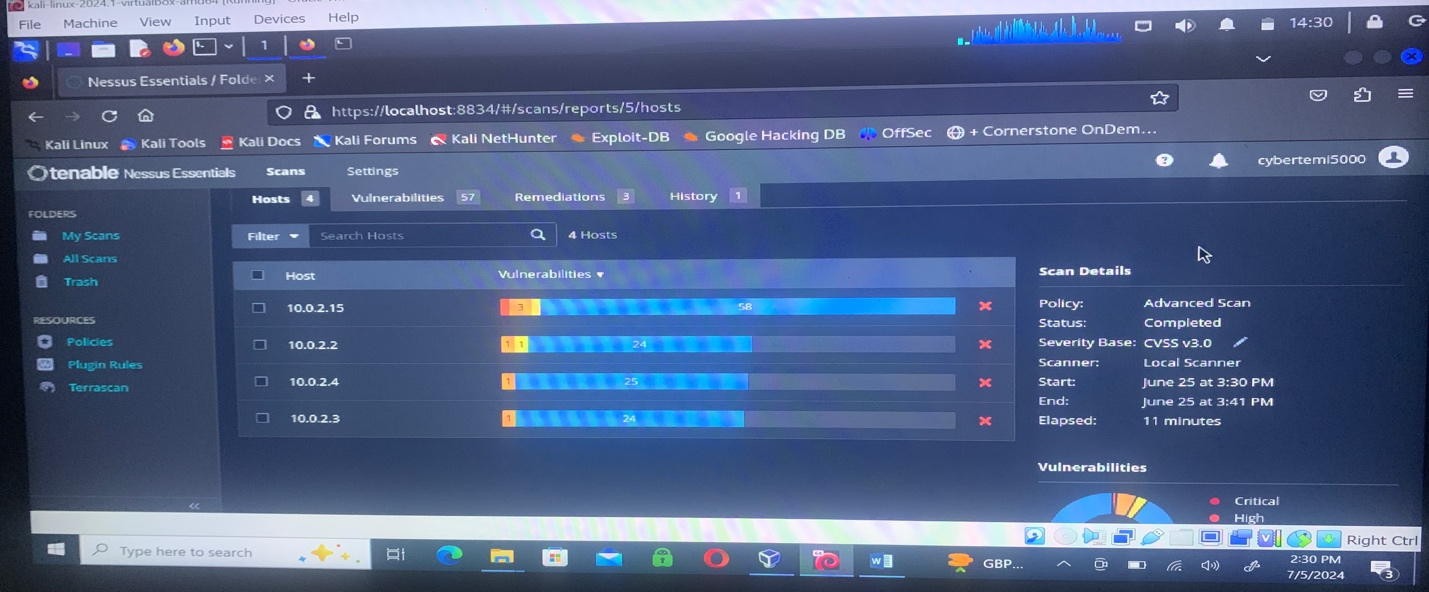 kali-linux-2024.1-virtualbox-amd64 [Running]
File Machine View Input Devices Help
1 14:30
Nessus Essentials / Folde
https://localhost:8834/#/scans/reports/5/hosts
Kali Linux Kali Tools Kali Docs Kali Forums Kali NetHunter Exploit-DB Google Hacking DB OffSec + Cornerstone OnDem...
tenable Nessus Essentials Scans Settings cybertemi5000
Hosts 4 Vulnerabilities 57 Remediations 3 History 1
FOLDERS
My Scans
All Scans
Trash
RESOURCES
Policies
Plugin Rules
Terrascan
Filter Search Hosts 4 Hosts
Host Vulnerabilities
10.0.2.15 3 58
10.0.2.2 1 1 24
10.0.2.4 1 25
10.0.2.3 1 24
Scan Details
Policy: Advanced Scan
Status: Completed
Severity Base: CVSS v3.0
Scanner: Local Scanner
Start: June 25 at 3:30 PM
End: June 25 at 3:41 PM
Elapsed: 11 minutes
Vulnerabilities
Critical
High
Right Ctrl
Type here to search
GBP...
2:30 PM
7/5/2024
3